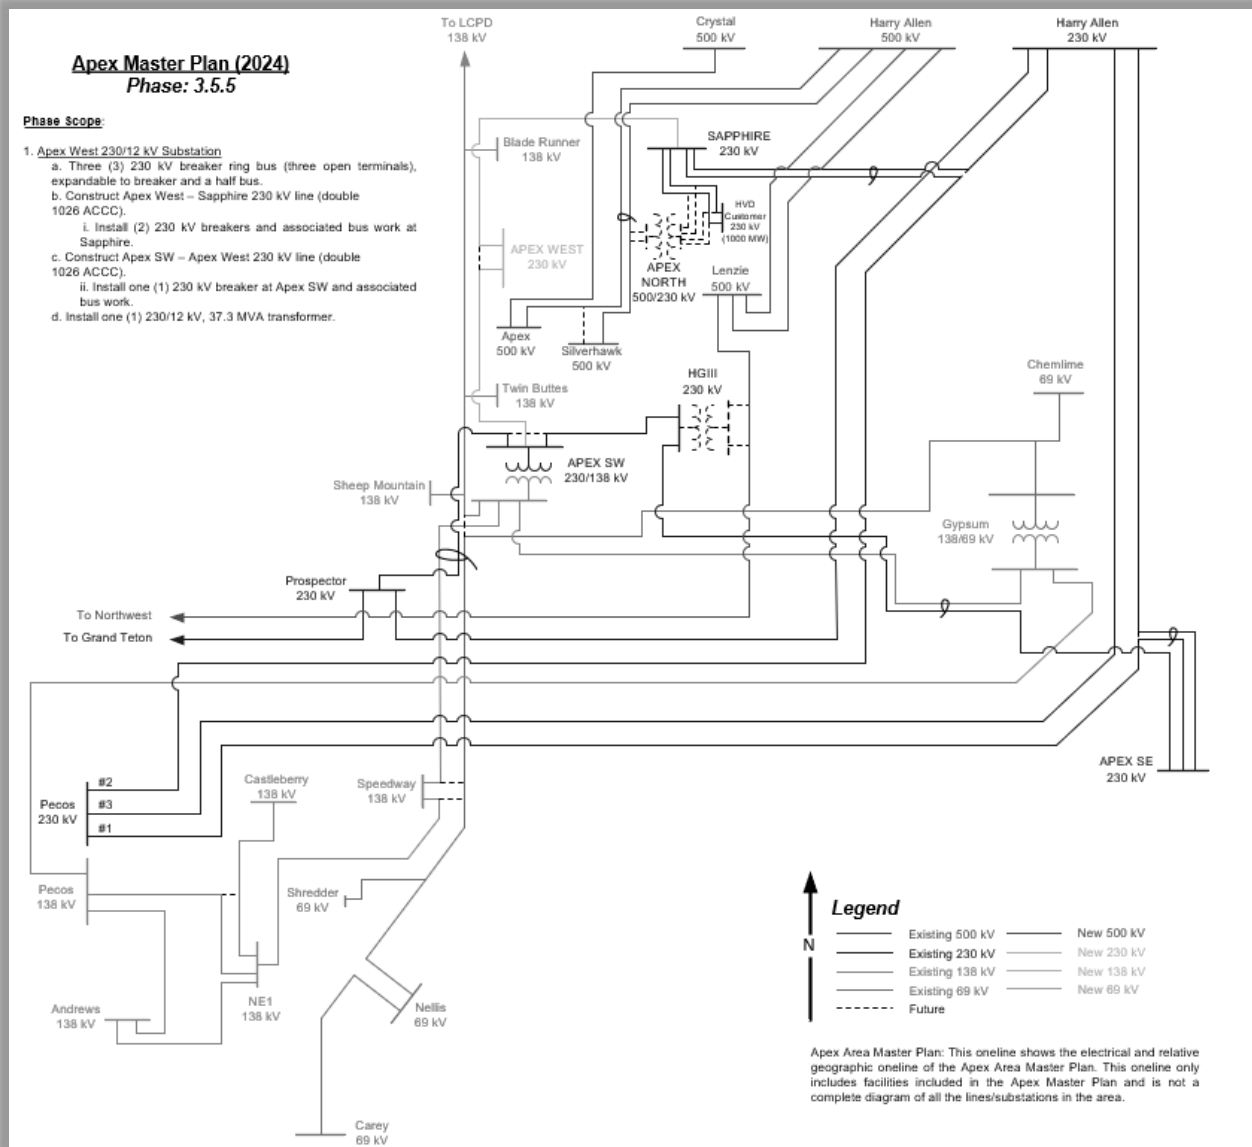 To LCPD
138 kV
Crystal
500 kV
Harry Allen
500 kV
Harry Allen
230 kV
Apex Master Plan (2024)
Phase: 3.5.5
Phase Scope:
1. Apex West 230/12 kV Substation
a. Three (3) 230 kV breaker ring bus (three open terminals),
expandable to breaker and a half bus.
b. Construct Apex West – Sapphire 230 kV line (double
1026 ACCC).
i. Install (2) 230 kV breakers and associated bus work at
Sapphire.
c. Construct Apex SW – Apex West 230 kV line (double
1026 ACCC).
ii. Install one (1) 230 kV breaker at Apex SW and associated
bus work.
d. Install one (1) 230/12 kV, 37.3 MVA transformer.
Blade Runner
138 kV
SAPPHIRE
230 kV
HVD
Customer
230 kV
(1000 MW)
APEX WEST
230 kV
APEX
NORTH
500/230 kV
Lenzie
500 kV
Apex
500 kV
Silverhawk
500 kV
HGIII
230 kV
Chemlime
69 kV
Twin Buttes
138 kV
APEX SW
230/138 kV
Sheep Mountain
138 kV
Gypsum
138/69 kV
Prospector
230 kV
To Northwest
To Grand Teton
APEX SE
230 kV
#2
#3
#1
Pecos
230 kV
Castleberry
138 kV
Speedway
138 kV
Pecos
138 kV
Shredder
69 kV
NE1
138 kV
Andrews
138 kV
Nellis
69 kV
Carey
69 kV
N
Legend
Existing 500 kV
New 500 kV
Existing 230 kV
New 230 kV
Existing 138 kV
New 138 kV
Existing 69 kV
New 69 kV
Future
Apex Area Master Plan: This oneline shows the electrical and relative
geographic oneline of the Apex Area Master Plan. This oneline only
includes facilities included in the Apex Master Plan and is not a
complete diagram of all the lines/substations in the area.